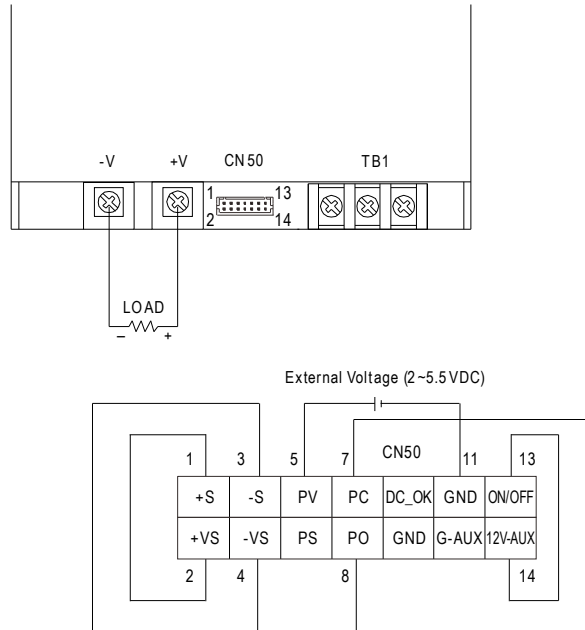 -V +V CN50 TB1
1 13
2 14
LOAD
– +
External Voltage (2~5.5VDC)
CN50
1 3 5 7 11 13
+S -S PV PC DC_OK GND ON/OFF
+VS -VS PS PO GND G-AUX 12V-AUX
2 4 8 14